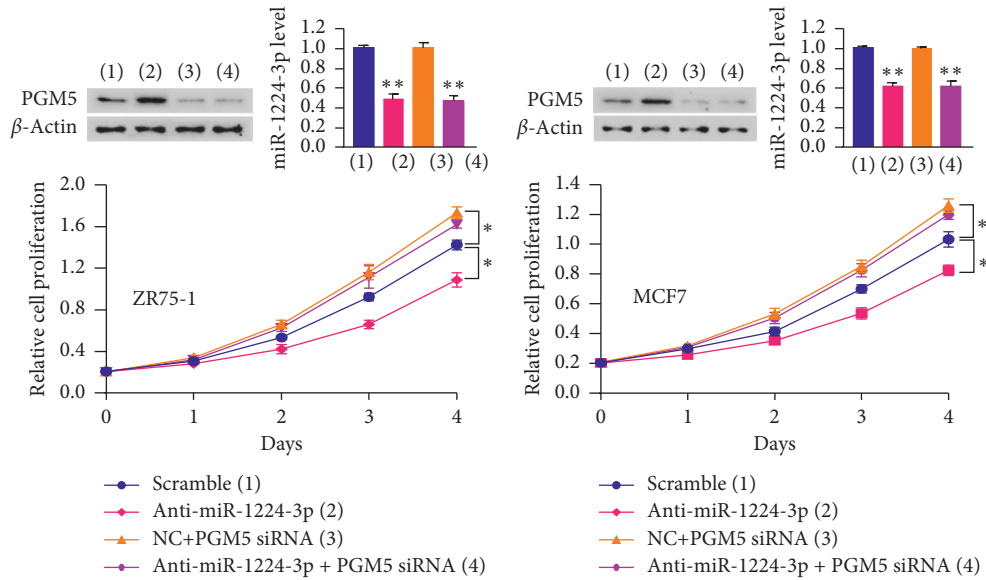 (1) (2) (3) (4)
PGM5
β-Actin
miR-1224-3p level
1.2
1.0
0.8
0.6
0.4
0.2
0.0
** **
(1) (2) (3) (4)
Relative cell proliferation
2.0
1.6
1.2
0.8
0.4
0.0
ZR75-1
*
*
0 1 2 3 4
Days
Scramble (1)
Anti-miR-1224-3p (2)
NC+PGM5 siRNA (3)
Anti-miR-1224-3p + PGM5 siRNA (4)
(1) (2) (3) (4)
PGM5
β-Actin
miR-1224-3p level
1.2
1.0
0.8
0.6
0.4
0.2
0.0
** **
(1) (2) (3) (4)
Relative cell proliferation
1.4
1.2
1.0
0.8
0.6
0.4
0.2
0.0
MCF7
*
*
0 1 2 3 4
Days
Scramble (1)
Anti-miR-1224-3p (2)
NC+PGM5 siRNA (3)
Anti-miR-1224-3p + PGM5 siRNA (4)